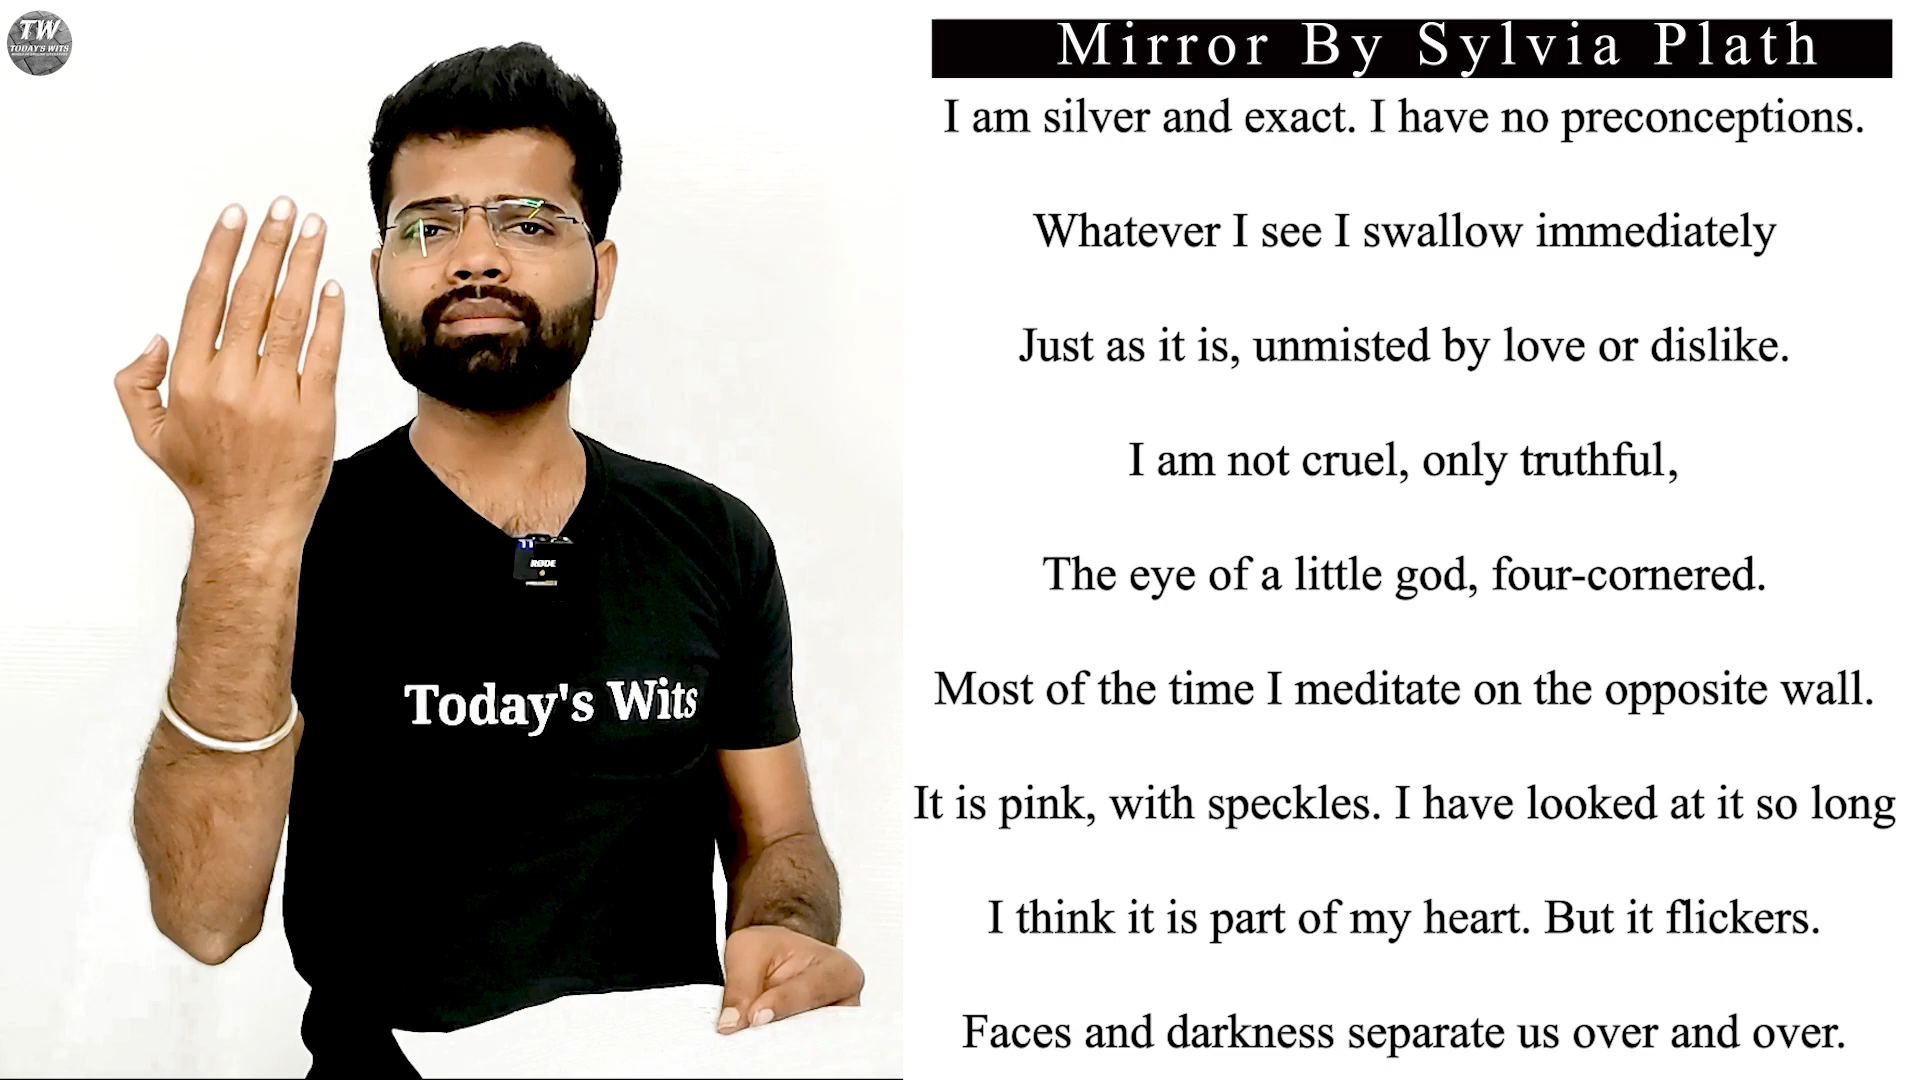 TW
TODAY'S WITS
Mirror By Sylvia Plath
I am silver and exact. I have no preconceptions.
Whatever I see I swallow immediately
Just as it is, unmisted by love or dislike.
I am not cruel, only truthful,
The eye of a little god, four-cornered.
Most of the time I meditate on the opposite wall.
It is pink, with speckles. I have looked at it so long
I think it is part of my heart. But it flickers.
Faces and darkness separate us over and over.
RØDE
Today's Wits